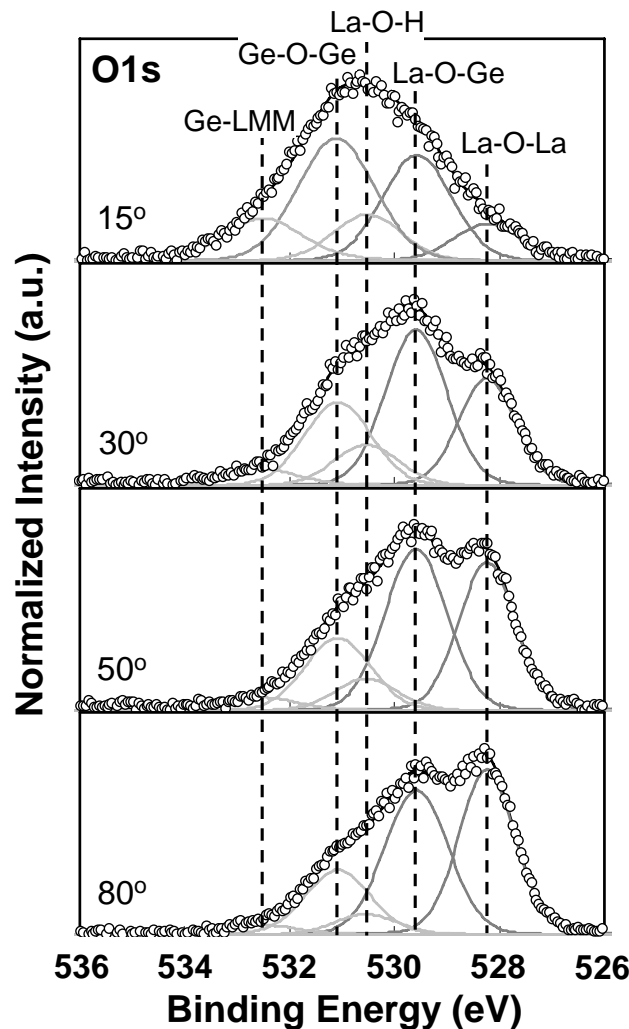 La-O-H
Ge-O-Ge
O1s
La-O-Ge
Ge-LMM
La-O-La
15º
30º
50º
80º
Normalized Intensity (a.u.)
536 534 532 530 528 526
Binding Energy (eV)